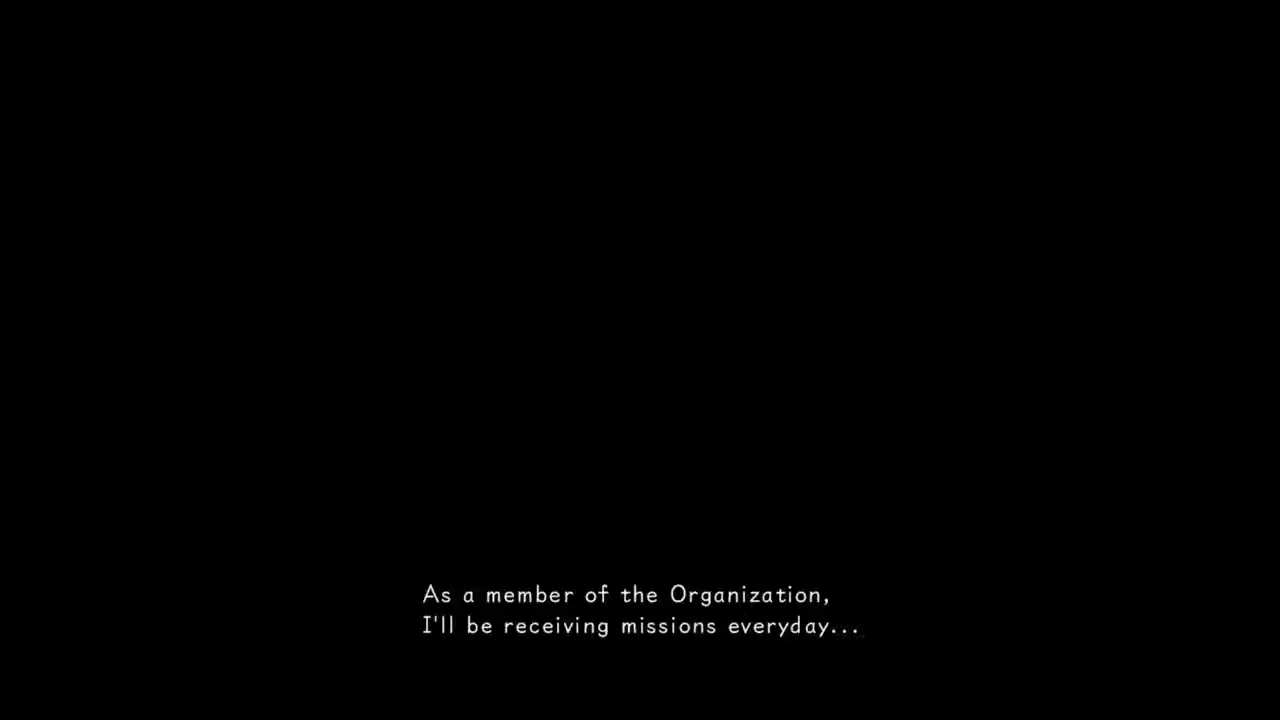 As a member of the Organization,
I'll be receiving missions everyday...